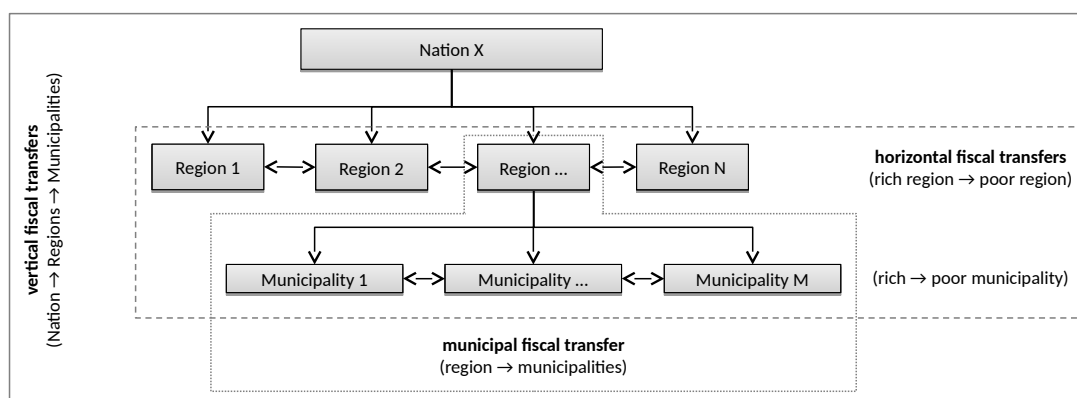 Nation X
vertical fiscal transfers
(Nation → Regions → Municipalities)
Region 1
Region 2
Region ...
Region N
horizontal fiscal transfers
(rich region → poor region)
Municipality 1
Municipality ...
Municipality M
(rich → poor municipality)
municipal fiscal transfer
(region → municipalities)